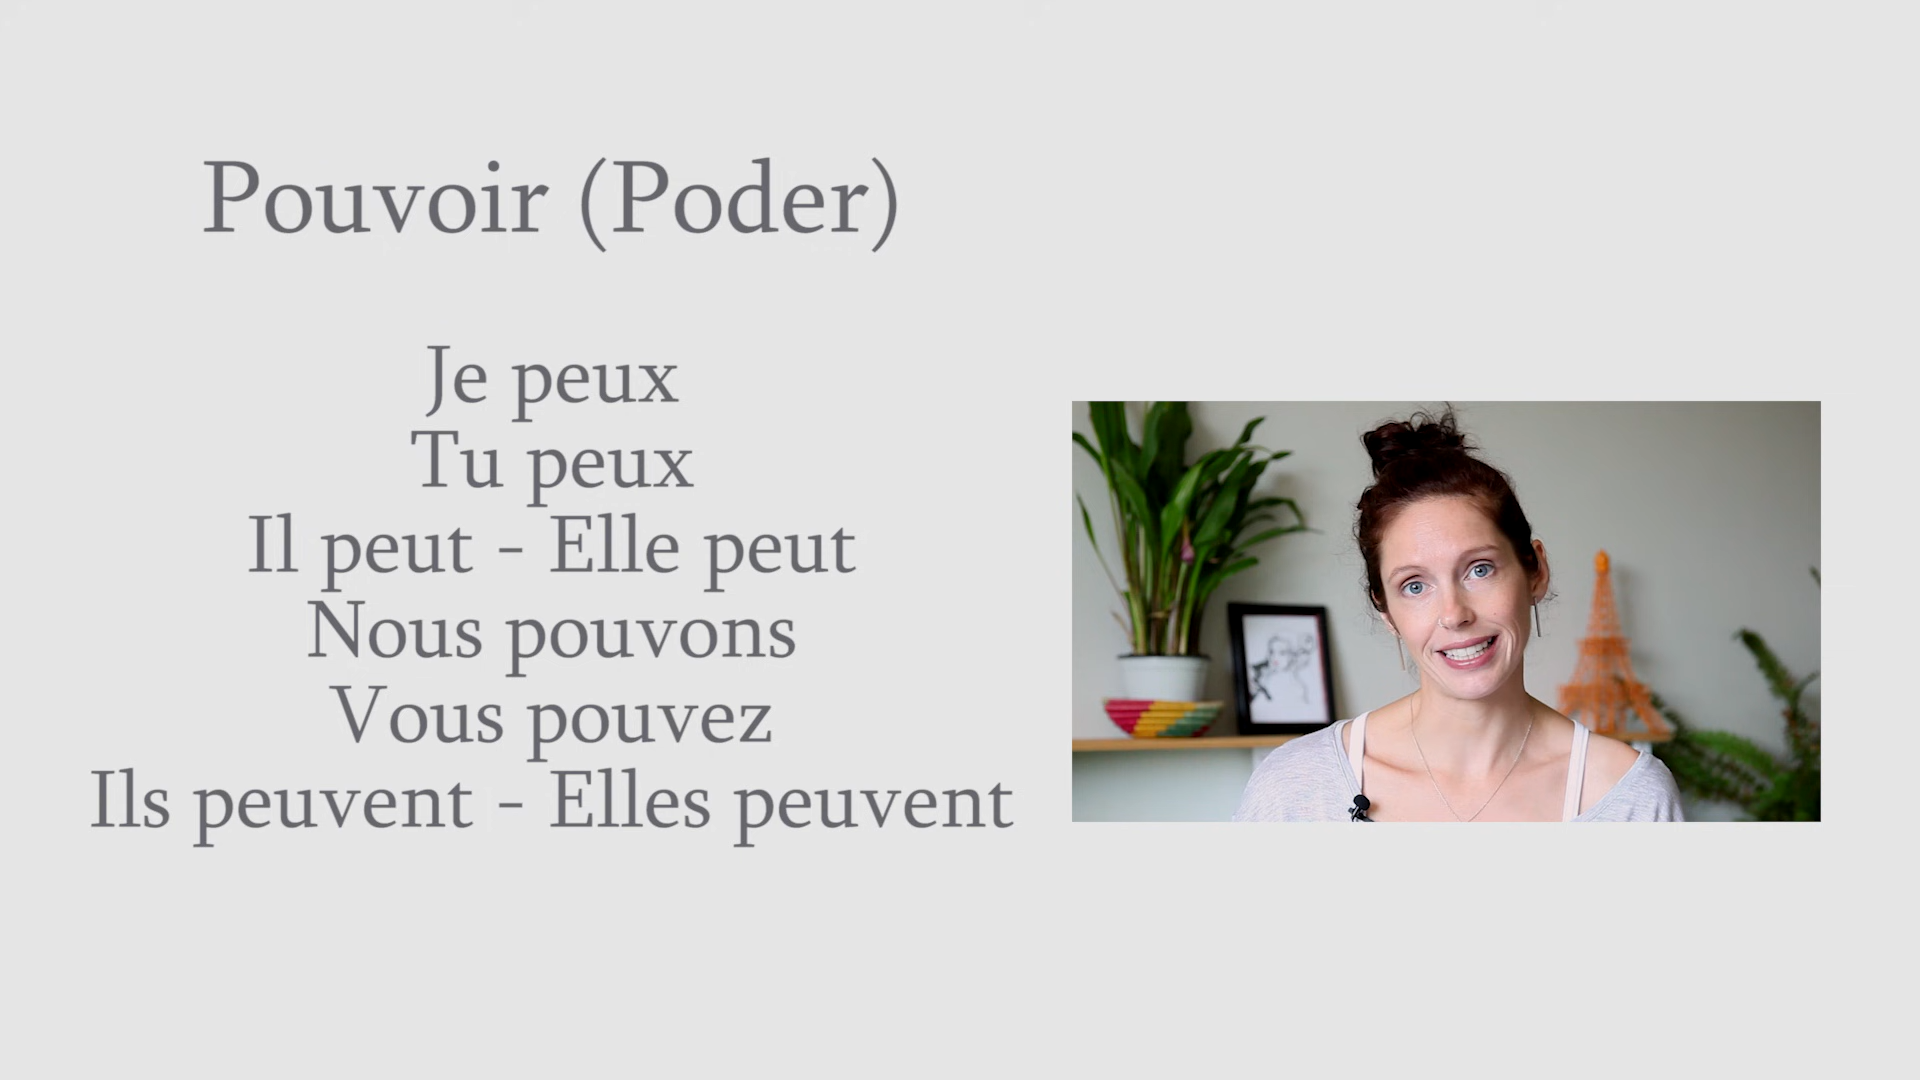 Pouvoir (Poder)
Je peux
Tu peux
Il peut - Elle peut
Nous pouvons
Vous pouvez
Ils peuvent - Elles peuvent